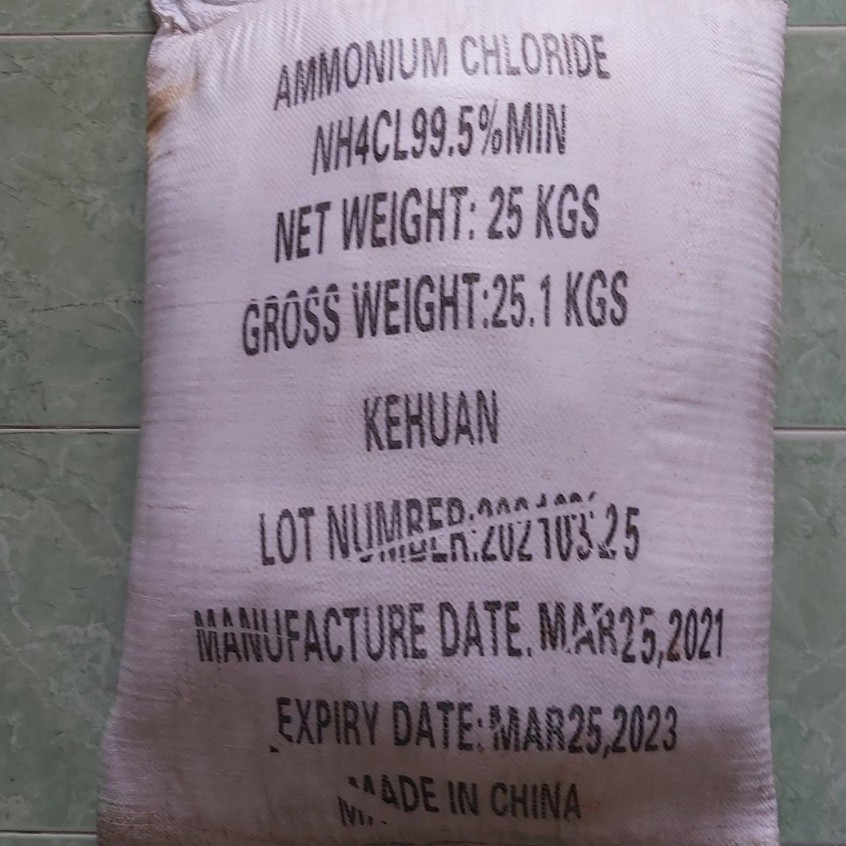 AMMONIUM CHLORIDE
NH4CL99.5%MIN
NET WEIGHT: 25 KGS
GROSS WEIGHT:25.1 KGS
KEHUAN
LOT NUMBER:20210325
MANUFACTURE DATE. MAR25,2021
EXPIRY DATE:MAR25,2023
MADE IN CHINA